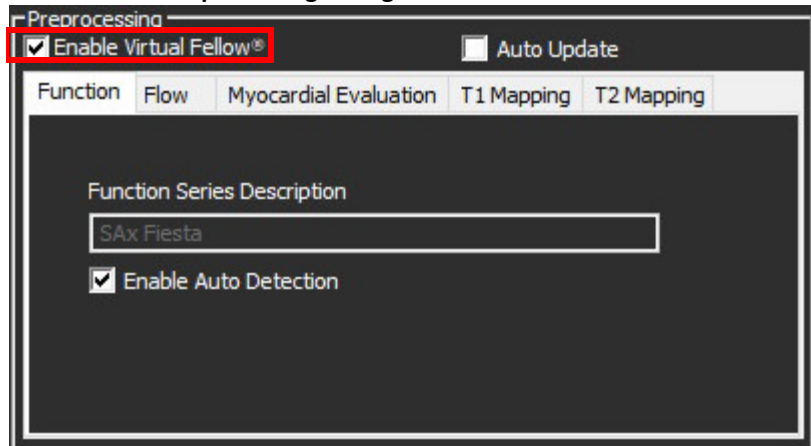 Preprocessing
Enable Virtual Fellow® Auto Update
Function Flow Myocardial Evaluation T1 Mapping T2 Mapping
Function Series Description
SAx Fiesta
Enable Auto Detection